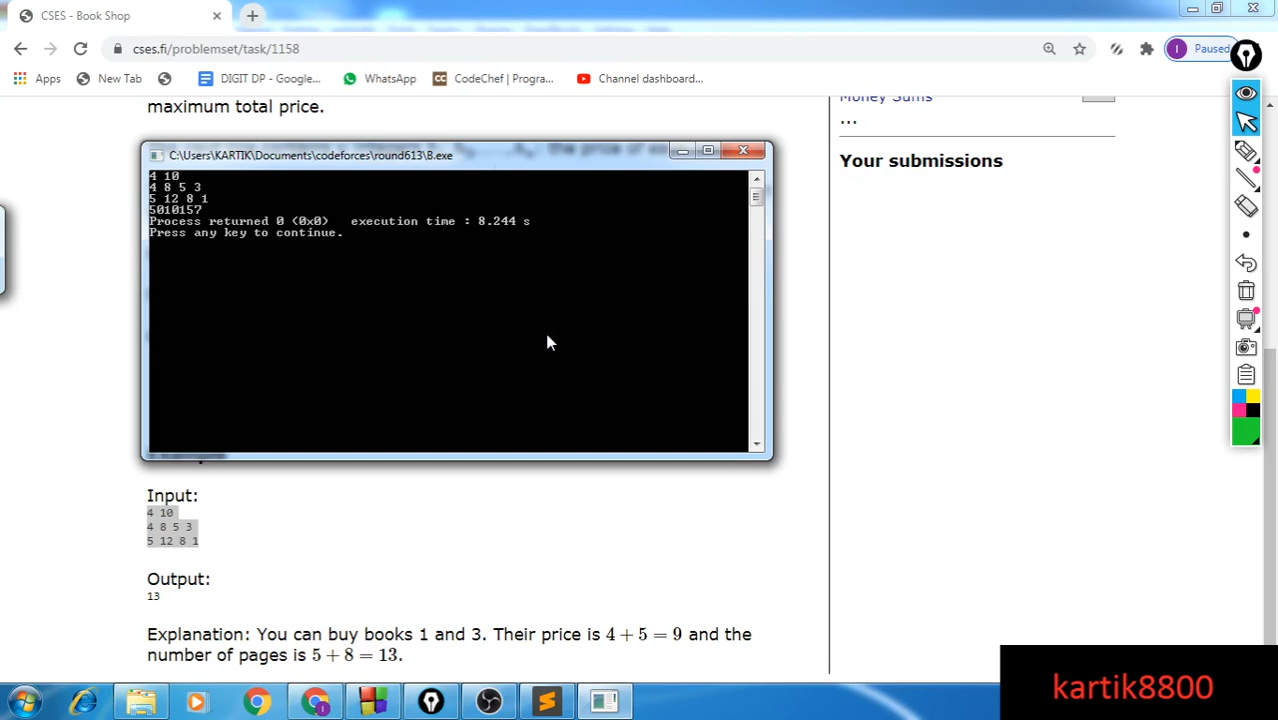 CSES - Book Shop
cses.fi/problemset/task/1158
Paused
Apps
New Tab
DIGIT DP - Google...
WhatsApp
CodeChef | Progra...
Channel dashboard...
maximum total price.
Money Sums
...
Your submissions
C:\Users\KARTIK\Documents\codeforces\round613\B.exe
4 10
4 8 5 3
5 12 8 1
5010157
Process returned 0 (0x0)   execution time : 8.244 s
Press any key to continue.
Input:
4 10
4 8 5 3
5 12 8 1
Output:
13
Explanation: You can buy books 1 and 3. Their price is 4 + 5 = 9 and the
number of pages is 5 + 8 = 13.
kartik8800